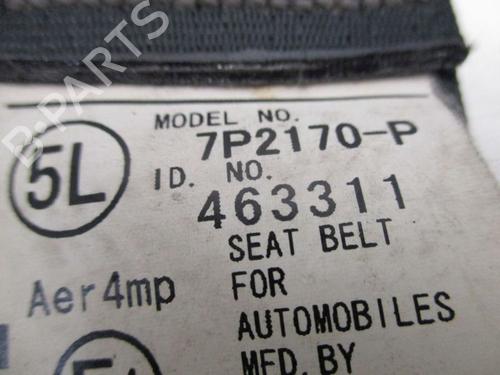 MODEL NO.
7P2170-P
5L
ID. NO.
463311
SEAT BELT
Aer4mp
FOR
AUTOMOBILES
MFD. BY
B-PARTS